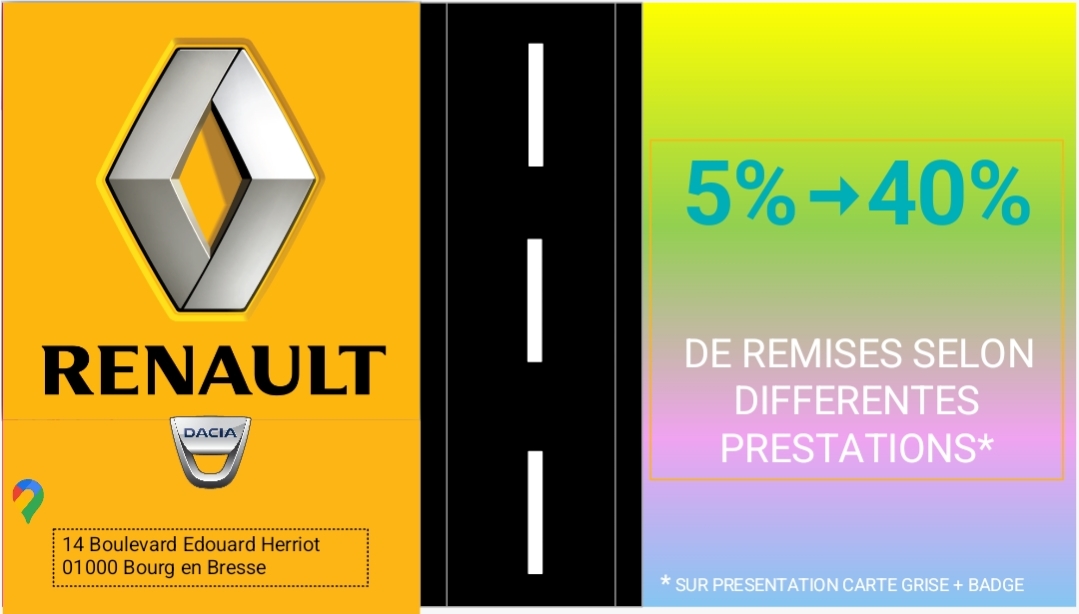 RENAULT
DACIA
14 Boulevard Edouard Herriot
01000 Bourg en Bresse
5%→40%
DE REMISES SELON
DIFFERENTES
PRESTATIONS*
* SUR PRESENTATION CARTE GRISE + BADGE